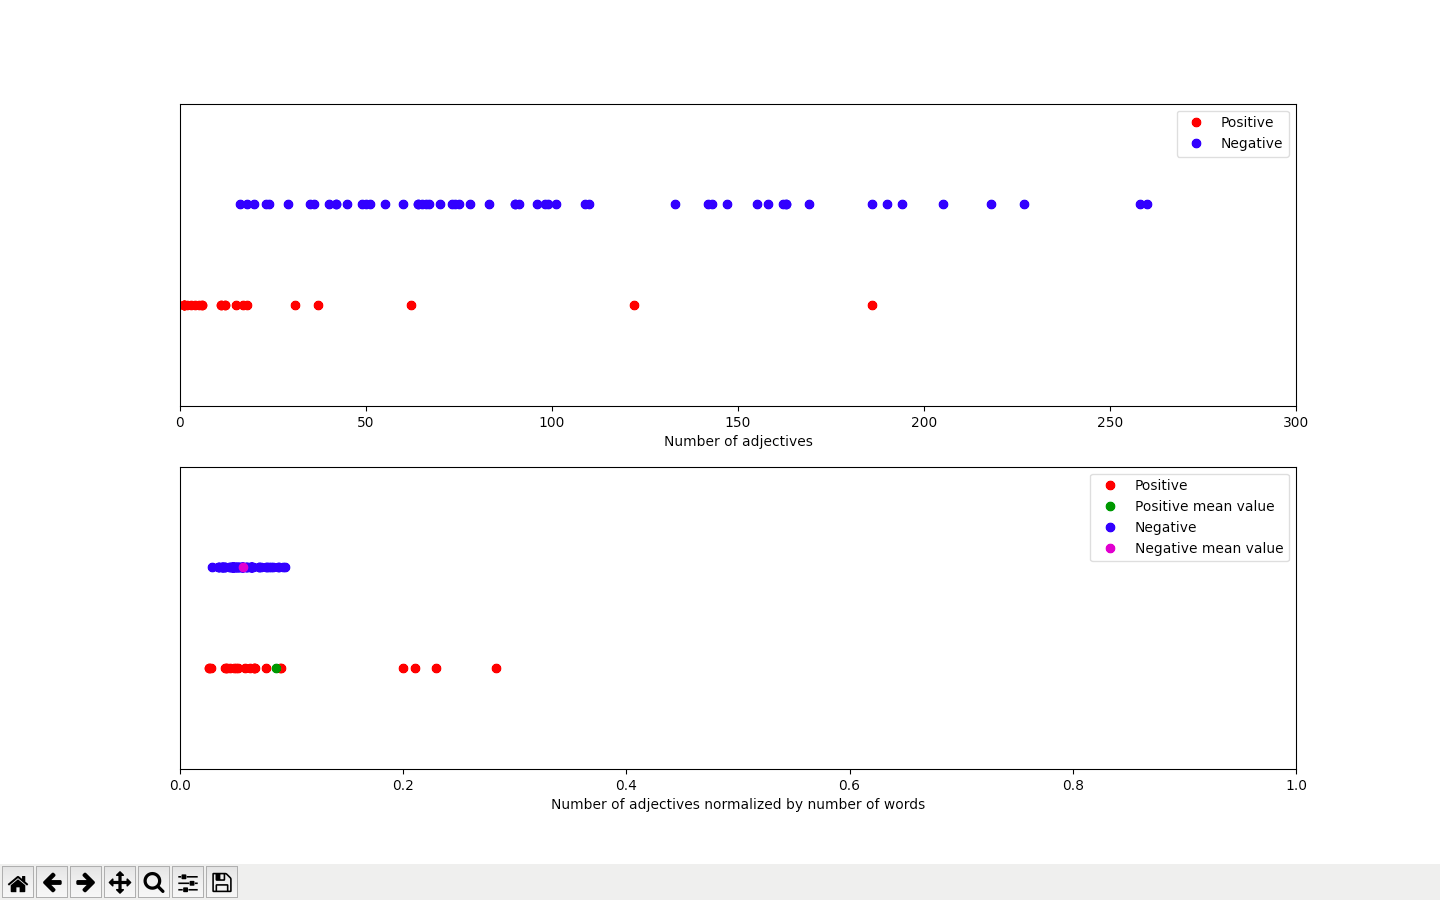 Positive
Negative
0 50 100 150 200 250 300
Number of adjectives
Positive
Positive mean value
Negative
Negative mean value
0.0 0.2 0.4 0.6 0.8 1.0
Number of adjectives normalized by number of words